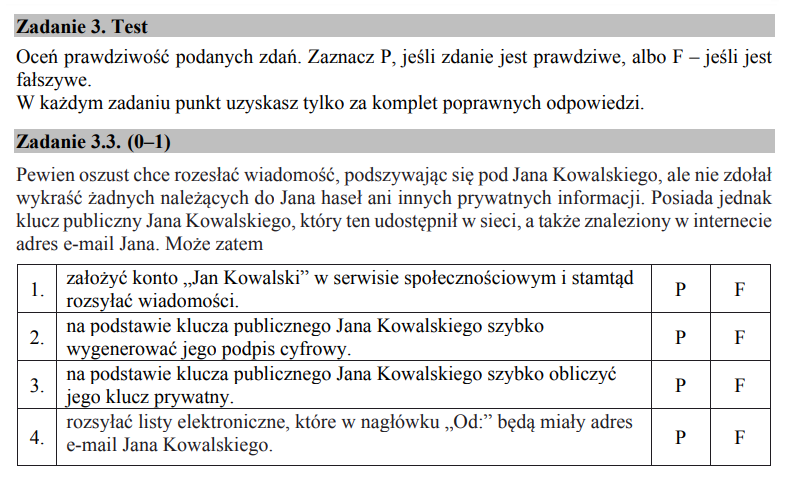 Zadanie 3. Test
Oceń prawdziwość podanych zdań. Zaznacz P, jeśli zdanie jest prawdziwe, albo F – jeśli jest
fałszywe.
W każdym zadaniu punkt uzyskasz tylko za komplet poprawnych odpowiedzi.
Zadanie 3.3. (0–1)
Pewien oszust chce rozesłać wiadomość, podszywając się pod Jana Kowalskiego, ale nie zdołał
wykraść żadnych należących do Jana haseł ani innych prywatnych informacji. Posiada jednak
klucz publiczny Jana Kowalskiego, który ten udostępnił w sieci, a także znaleziony w internecie
adres e-mail Jana. Może zatem
1. założyć konto „Jan Kowalski” w serwisie społecznościowym i stamtąd
rozsyłać wiadomości. P F
2. na podstawie klucza publicznego Jana Kowalskiego szybko
wygenerować jego podpis cyfrowy. P F
3. na podstawie klucza publicznego Jana Kowalskiego szybko obliczyć
jego klucz prywatny. P F
4. rozsyłać listy elektroniczne, które w nagłówku „Od:” będą miały adres
e-mail Jana Kowalskiego. P F